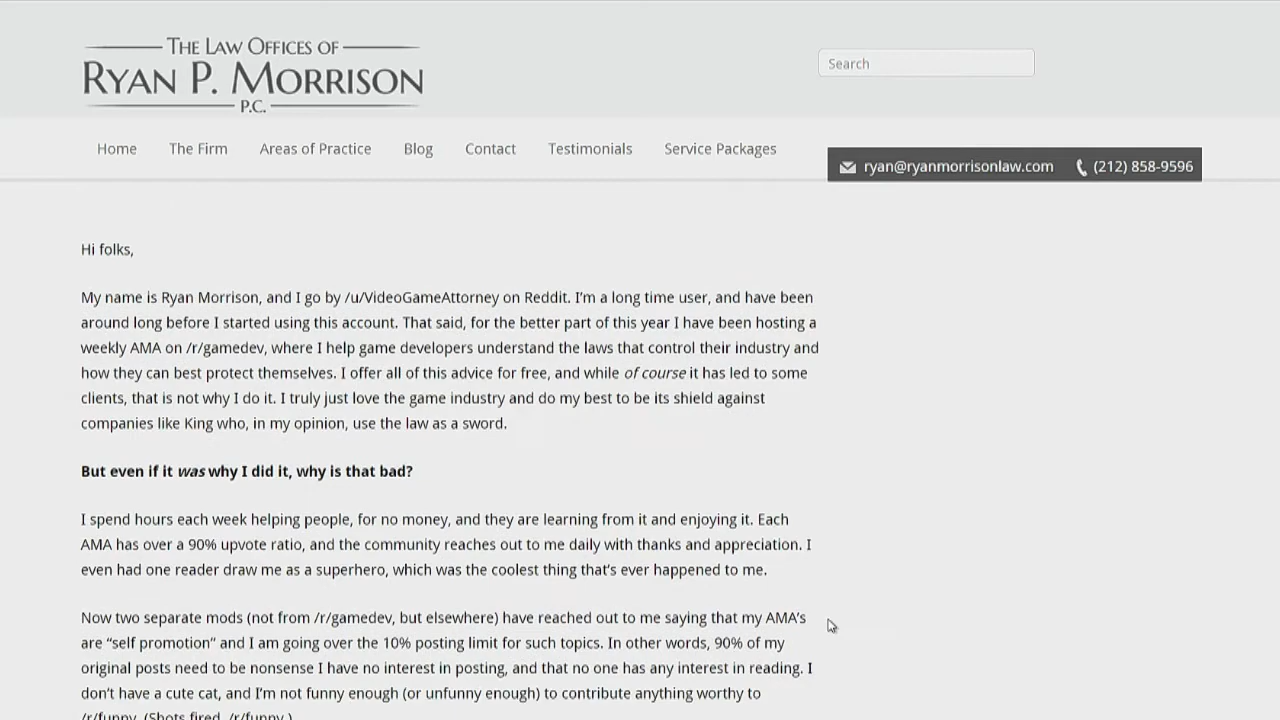 THE LAW OFFICES OF
RYAN P. MORRISON
P.C.
Search
Home The Firm Areas of Practice Blog Contact Testimonials Service Packages
ryan@ryanmorrisonlaw.com (212) 858-9596
Hi folks,
My name is Ryan Morrison, and I go by /u/VideoGameAttorney on Reddit. I'm a long time user, and have been
around long before I started using this account. That said, for the better part of this year I have been hosting a
weekly AMA on /r/gamedev, where I help game developers understand the laws that control their industry and
how they can best protect themselves. I offer all of this advice for free, and while of course it has led to some
clients, that is not why I do it. I truly just love the game industry and do my best to be its shield against
companies like King who, in my opinion, use the law as a sword.
But even if it was why I did it, why is that bad?
I spend hours each week helping people, for no money, and they are learning from it and enjoying it. Each
AMA has over a 90% upvote ratio, and the community reaches out to me daily with thanks and appreciation. I
even had one reader draw me as a superhero, which was the coolest thing that's ever happened to me.
Now two separate mods (not from /r/gamedev, but elsewhere) have reached out to me saying that my AMA's
are “self promotion” and I am going over the 10% posting limit for such topics. In other words, 90% of my
original posts need to be nonsense I have no interest in posting, and that no one has any interest in reading. I
don't have a cute cat, and I'm not funny enough (or unfunny enough) to contribute anything worthy to
/r/funny. (Shots fired, /r/funny.)